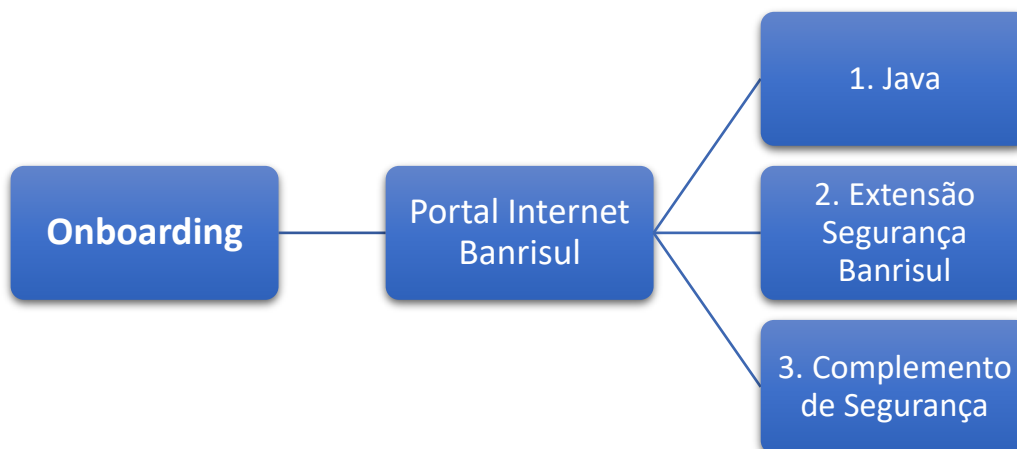 Onboarding
Portal Internet
Banrisul
1. Java
2. Extensão
Segurança
Banrisul
3. Complemento
de Segurança